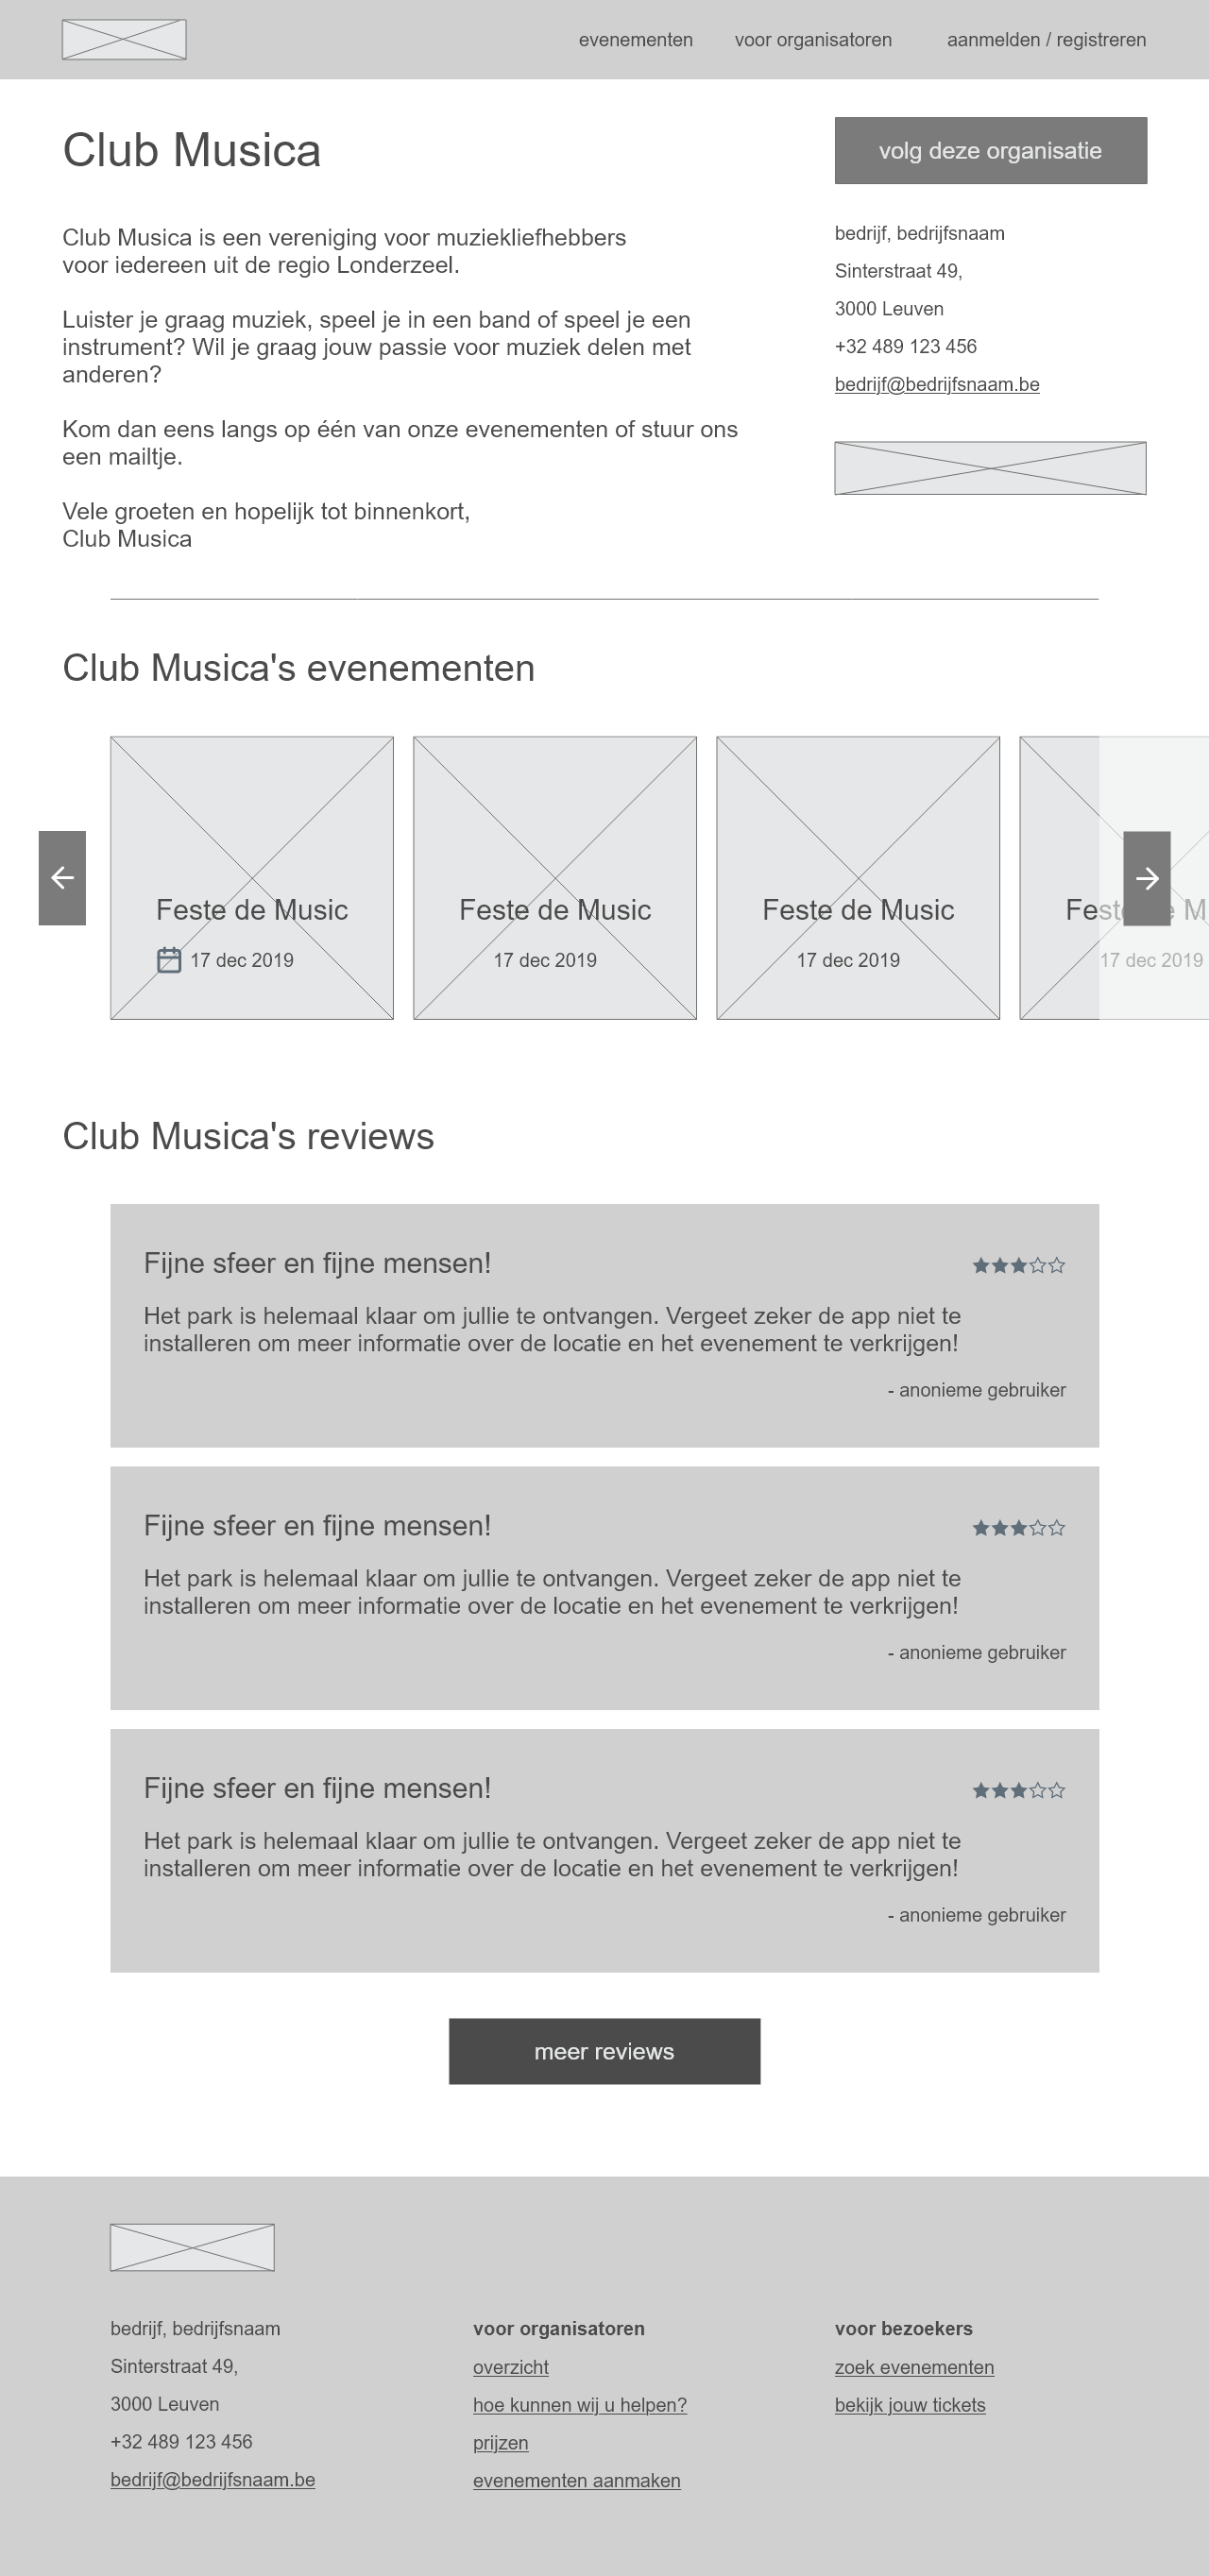 evenementen voor organisatoren aanmelden / registreren
Club Musica
volg deze organisatie
Club Musica is een vereniging voor muziekliefhebbers
voor iedereen uit de regio Londerzeel.
Luister je graag muziek, speel je in een band of speel je een
instrument? Wil je graag jouw passie voor muziek delen met
anderen?
Kom dan eens langs op één van onze evenementen of stuur ons
een mailtje.
Vele groeten en hopelijk tot binnenkort,
Club Musica
bedrijf, bedrijfsnaam
Sinterstraat 49,
3000 Leuven
+32 489 123 456
bedrijf@bedrijfsnaam.be
Club Musica's evenementen
Feste de Music
17 dec 2019
Feste de Music
17 dec 2019
Feste de Music
17 dec 2019
17 dec 2019
Club Musica's reviews
Fijne sfeer en fijne mensen!
Het park is helemaal klaar om jullie te ontvangen. Vergeet zeker de app niet te
installeren om meer informatie over de locatie en het evenement te verkrijgen!
- anonieme gebruiker
Fijne sfeer en fijne mensen!
Het park is helemaal klaar om jullie te ontvangen. Vergeet zeker de app niet te
installeren om meer informatie over de locatie en het evenement te verkrijgen!
- anonieme gebruiker
Fijne sfeer en fijne mensen!
Het park is helemaal klaar om jullie te ontvangen. Vergeet zeker de app niet te
installeren om meer informatie over de locatie en het evenement te verkrijgen!
- anonieme gebruiker
meer reviews
bedrijf, bedrijfsnaam
Sinterstraat 49,
3000 Leuven
+32 489 123 456
bedrijf@bedrijfsnaam.be
voor organisatoren
overzicht
hoe kunnen wij u helpen?
prijzen
evenementen aanmaken
voor bezoekers
zoek evenementen
bekijk jouw tickets